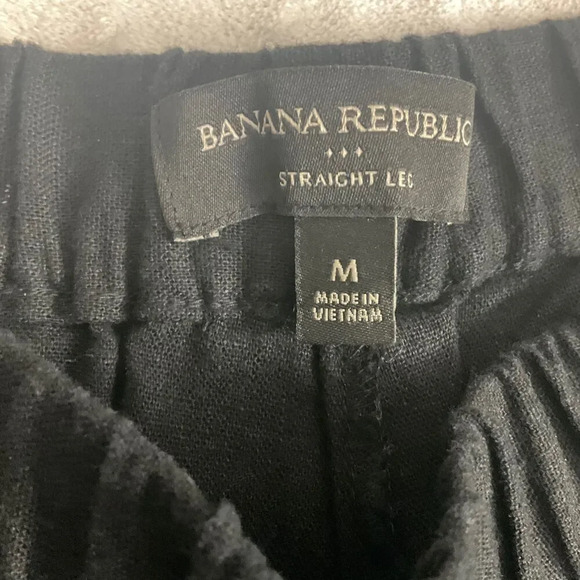 BANANA REPUBLIC
STRAIGHT LEG
M
MADE IN
VIETNAM